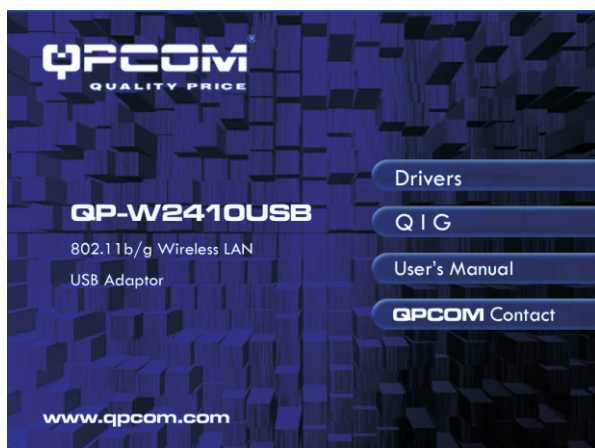 QPCOM®
QUALITY PRICE
QP-W2410USB
802.11b/g Wireless LAN
USB Adaptor
Drivers
Q I G
User's Manual
QPCOM Contact
www.qpcom.com